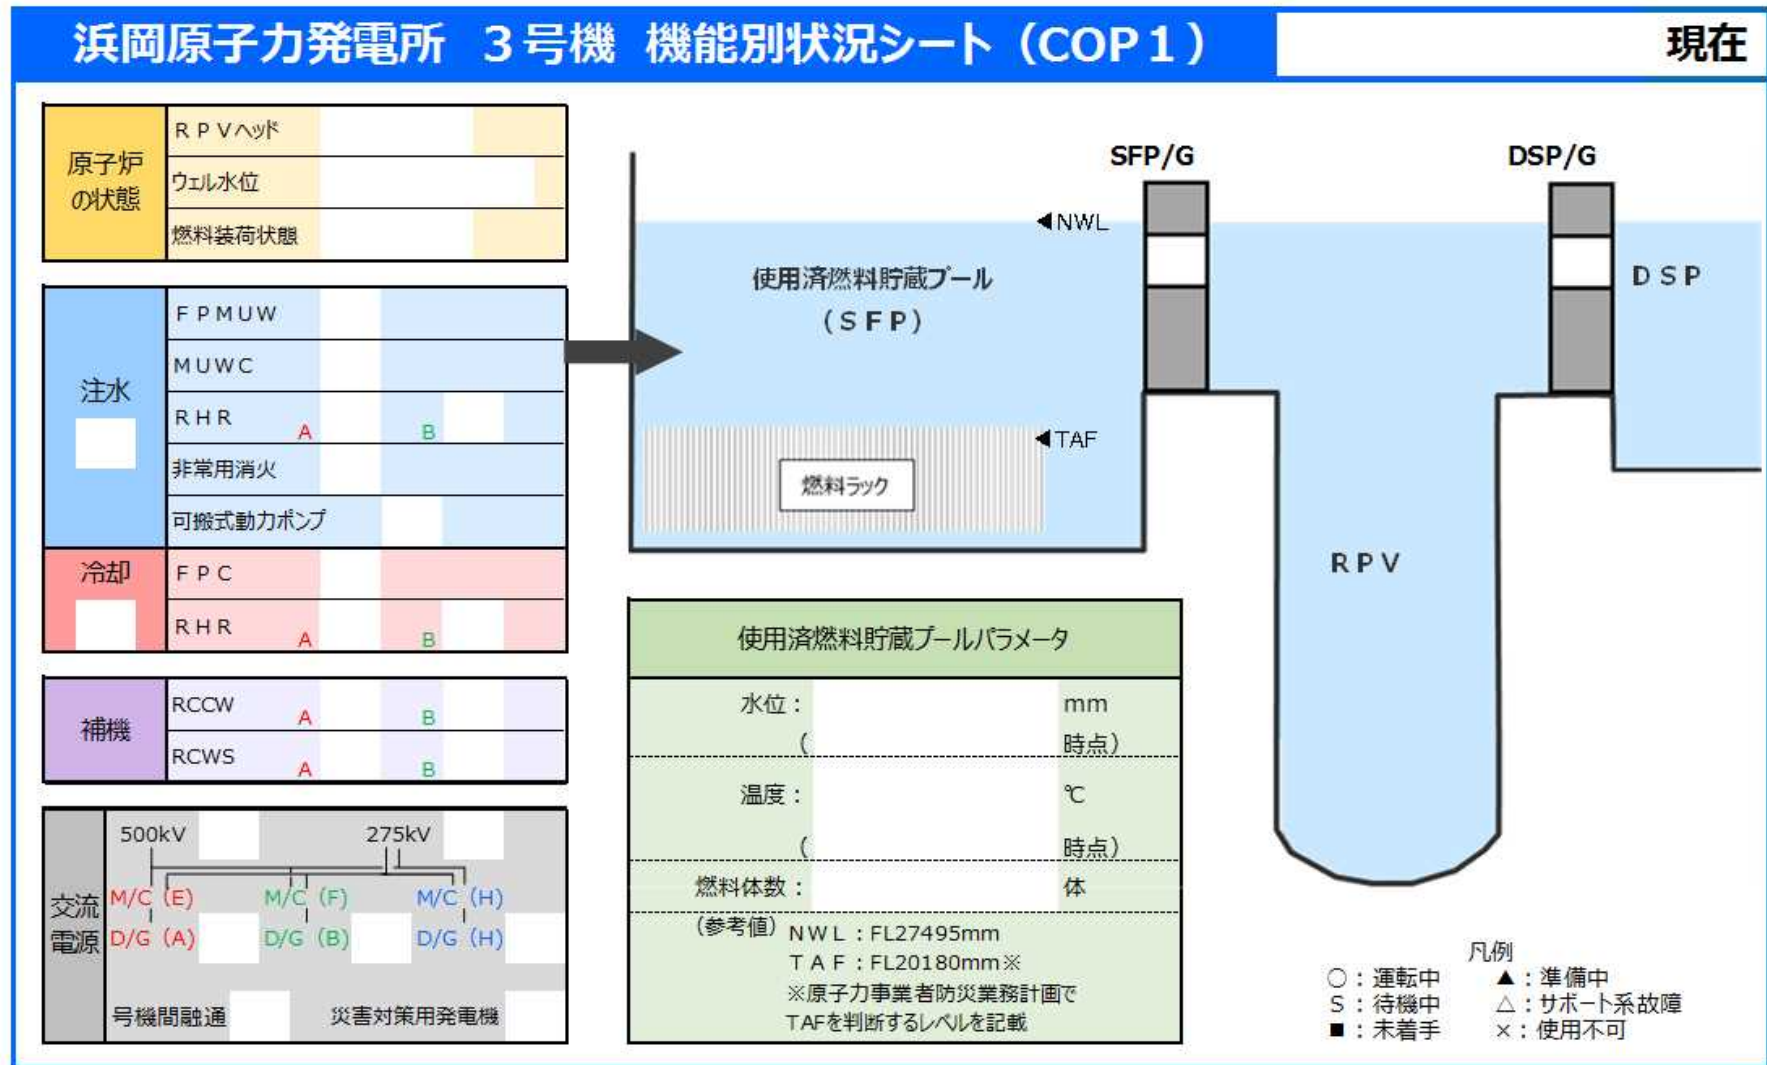 浜岡原子力発電所 3号機 機能別状況シート（COP1）
現在
原子炉
の状態
RPVヘッド
ウェル水位
燃料装荷状態
注水
FPMUW
MUWC
RHR A B
非常用消火
可搬式動力ポンプ
冷却
FPC
RHR A B
補機
RCCW A B
RCWS A B
交流
電源
500kV 275kV
M/C（E） M/C（F） M/C（H）
D/G（A） D/G（B） D/G（H）
号機間融通 災害対策用発電機
SFP/G
DSP/G
◀NWL
使用済燃料貯蔵プール
（SFP）
DSP
◀TAF
燃料ラック
RPV
使用済燃料貯蔵プールパラメータ
水位： mm
（ 時点）
温度： ℃
（ 時点）
燃料体数： 体
（参考値）NWL：FL27495mm
TAF：FL20180mm※
※原子力事業者防災業務計画で
TAFを判断するレベルを記載
凡例
○：運転中 ▲：準備中
S：待機中 △：サポート系故障
■：未着手 ×：使用不可